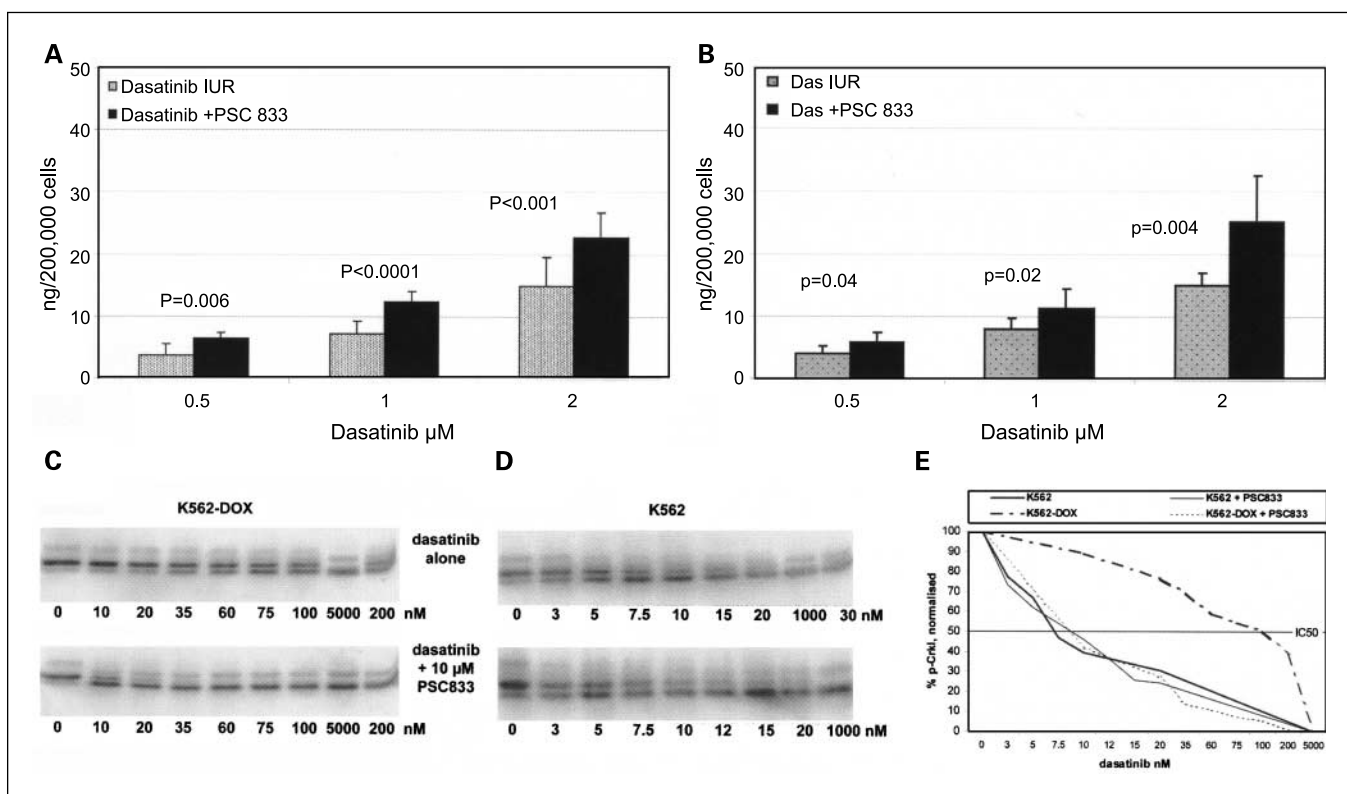 A
50
40
30
20
10
0
ng/200,000 cells
Dasatinib IUR
Dasatinib +PSC 833
P=0.006
P<0.0001
P<0.001
0.5 1 2
Dasatinib µM
B
50
40
30
20
10
0
ng/200,000 cells
Das IUR
Das +PSC 833
p=0.04
p=0.02
p=0.004
0.5 1 2
Dasatinib µM
C
K562-DOX
dasatinib
alone
0 10 20 35 60 75 100 5000 200 nM
dasatinib
+ 10 µM
PSC833
0 10 20 35 60 75 100 5000 200 nM
D
K562
0 3 5 7.5 10 15 20 1000 30 nM
0 3 5 7.5 10 12 15 20 1000 nM
E
K562 K562 + PSC833
K562-DOX K562-DOX + PSC833
100
90
80
70
60
50
40
30
20
10
0
% p-Crkl, normalised
IC50
0 3 5 7.5 10 12 15 20 35 60 75 100 200 5000
dasatinib nM